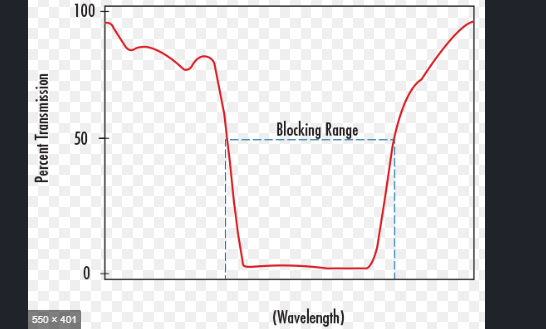 100
Percent Transmission
Blocking Range
50
0
(Wavelength)
550 × 401